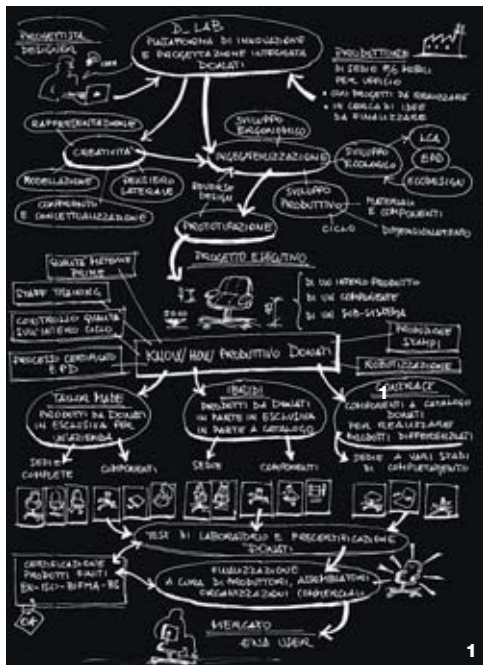 D_LAB
PIATTAFORMA DI INNOVAZIONE
E PROGETTAZIONE INTEGRATA
DONATI
PROGETTISTA
DESIGNER
IDEA
PRODUTTORE
DI SEDIE E MOBILI
PER UFFICIO
CON PROGETTI DA REALIZZARE
IN CERCA DI IDEE
DA FINALIZZARE
RAPPRESENTAZIONE
CREATIVITÀ
MODELLAZIONE
PENSIERO
LATERALE
E CONCETTUALIZZAZIONE
SVILUPPO
ERGONOMICO
INGEGNERIZZAZIONE
SVILUPPO
ECOLOGICO
LCA
EPD
ECODESIGN
REVERSE
DESIGN
SVILUPPO
PRODUTTIVO
MATERIALI
E COMPONENTI
CICLO
DIMENSIONAMENTO
PROTOTIPAZIONE
PROGETTO ESECUTIVO
DI UN INTERO PRODOTTO
DI UN COMPONENTE
DI UN SUB-SISTEMA
QUALITÀ MATERIE
PRIME
STAFF TRAINING
CONTROLLO QUALITÀ
SULL'INTERO CICLO
PROCESSO CERTIFICATO
EPD
KNOW/HOW PRODUTTIVO DONATI
PRODUZIONE
STAMPI
ROBOTIZZAZIONE
TAILOR MADE
PRODOTTI DA DONATI
IN ESCLUSIVA PER
UN'AZIENDA
IBRIDI
PRODOTTI DA DONATI
IN PARTE IN ESCLUSIVA
IN PARTE A CATALOGO
1
COMPONENTI A CATALOGO
DONATI
PER REALIZZARE
PRODOTTI DIFFERENZIATI
SEDIE
COMPLETE
COMPONENTI
SEDIE
COMPONENTI
SEDIE A VARI STADI
DI COMPLETAMENTO
TEST DI LABORATORIO E PRECERTIFICAZIONE
DONATI
CERTIFICAZIONE
PRODOTTI FINITI
EN-ISO-BIFMA-BS
FINALIZZAZIONE
A CURA DI PRODUTTORI, ASSEMBLATORI
ORGANIZZAZIONI COMMERCIALI
MERCATO
END USER
1